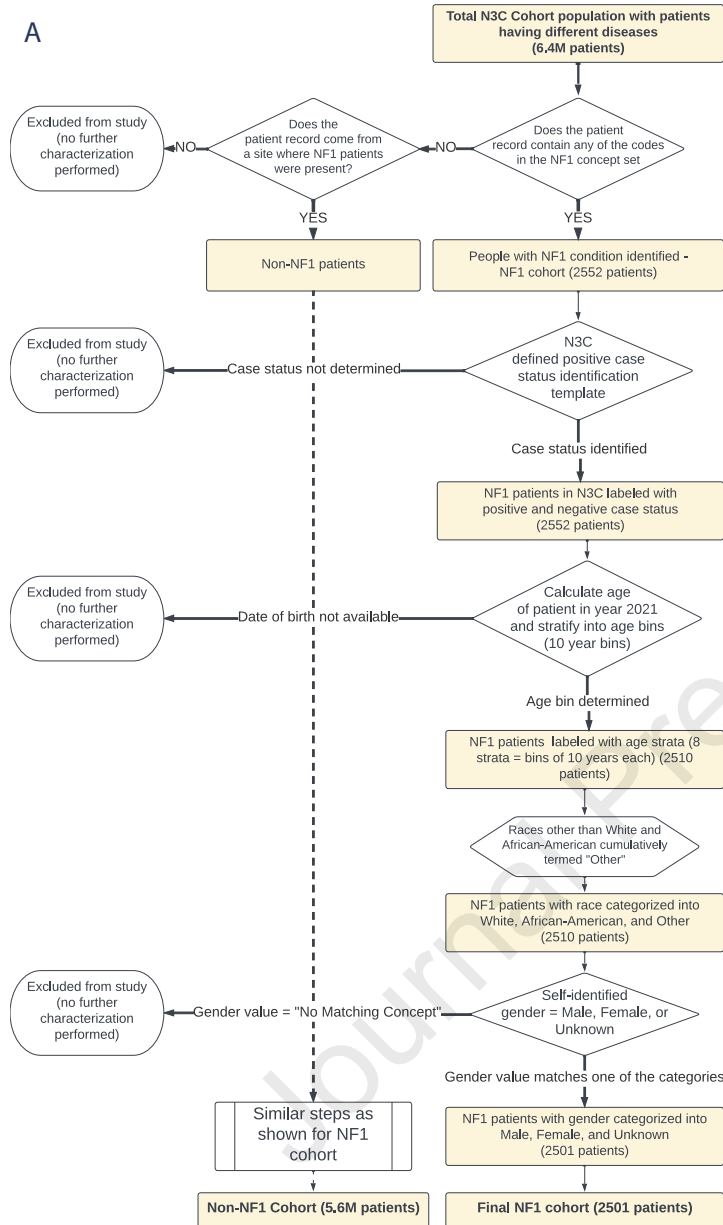 A
Total N3C Cohort population with patients
having different diseases
(6.4M patients)
Excluded from study
(no further
characterization
performed)
NO
Does the
patient record come from
a site where NF1 patients
were present?
NO
Does the patient
record contain any of the codes
in the NF1 concept set
YES
YES
Non-NF1 patients
People with NF1 condition identified -
NF1 cohort (2552 patients)
Excluded from study
(no further
characterization
performed)
Case status not determined
N3C
defined positive case
status identification
template
Case status identified
NF1 patients in N3C labeled with
positive and negative case status
(2552 patients)
Excluded from study
(no further
characterization
performed)
Date of birth not available
Calculate age
of patient in year 2021
and stratify into age bins
(10 year bins)
Age bin determined
NF1 patients labeled with age strata (8
strata = bins of 10 years each) (2510
patients)
Races other than White and
African-American cumulatively
termed "Other"
NF1 patients with race categorized into
White, African-American, and Other
(2510 patients)
Excluded from study
(no further
characterization
performed)
Gender value = "No Matching Concept"
Self-identified
gender = Male, Female, or
Unknown
Gender value matches one of the categories
Similar steps as
shown for NF1
cohort
NF1 patients with gender categorized into
Male, Female, and Unknown
(2501 patients)
Non-NF1 Cohort (5.6M patients)
Final NF1 cohort (2501 patients)
Journal Pre